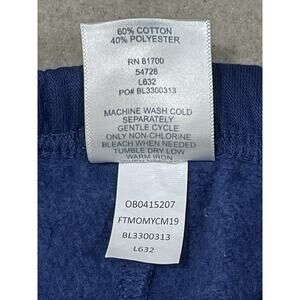 60% COTTON
40% POLYESTER
RN 81700
54728
L632
PO# BL3300313
MACHINE WASH COLD
SEPARATELY
GENTLE CYCLE
ONLY NON-CHLORINE
BLEACH WHEN NEEDED
TUMBLE DRY LOW
WARM IRON
OB0415207
FTMOMYCM19
BL3300313
L632